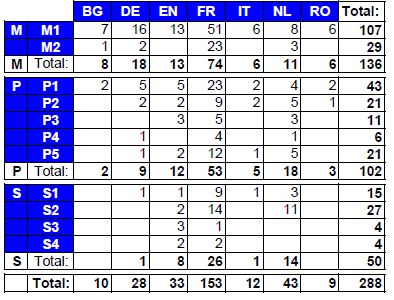 BG DE EN FR IT NL RO Total:
M M1 7 16 13 51 6 8 6 107
M2 1 2 23 3 29
M Total: 8 18 13 74 6 11 6 136
P P1 2 5 5 23 2 4 2 43
P2 2 2 9 2 5 1 21
P3 3 5 3 11
P4 1 4 1 6
P5 1 2 12 1 5 21
P Total: 2 9 12 53 5 18 3 102
S S1 1 1 9 1 3 15
S2 2 14 11 27
S3 3 1 4
S4 2 2 4
S Total: 1 8 26 1 14 50
Total: 10 28 33 153 12 43 9 288